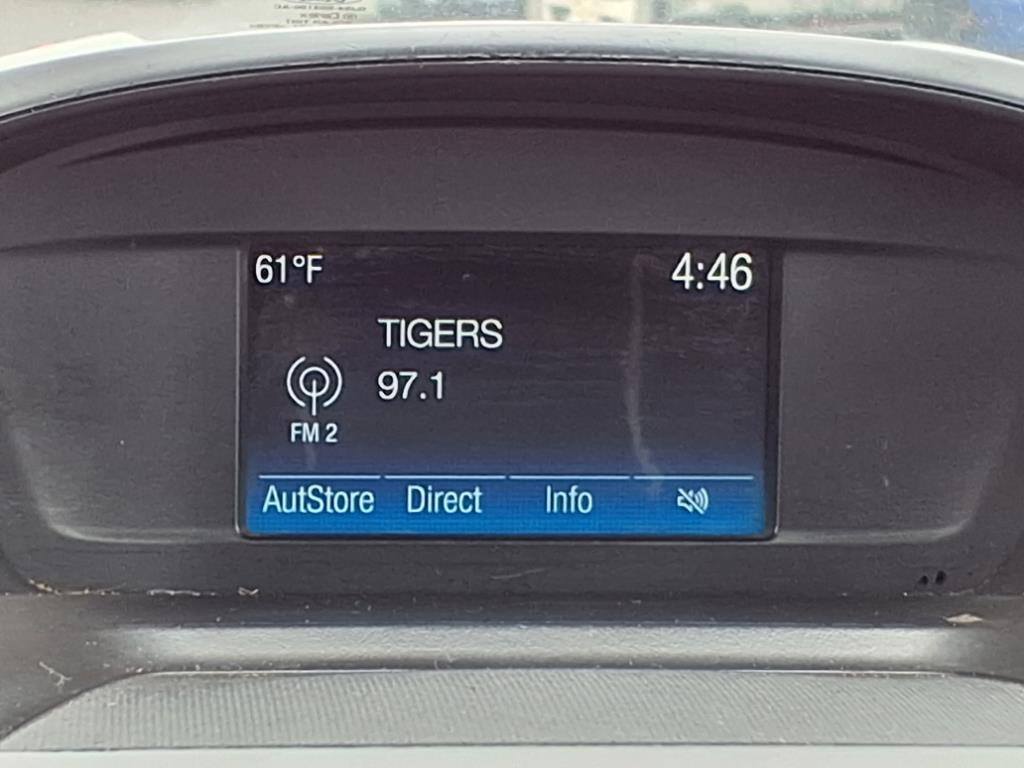 61°F
4:46
TIGERS
97.1
FM 2
AutStore Direct Info